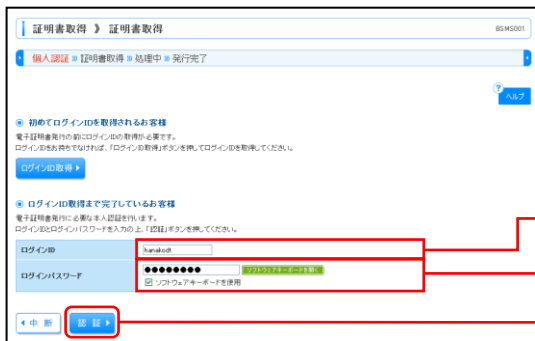 証明書取得 》 証明書取得
BSMS001
個人認証 » 証明書取得 » 処理中 » 発行完了
?
ヘルプ
初めてログインIDを取得されるお客様
電子証明書発行の前にログインIDの取得が必要です。
ログインIDをお持ちでなければ、「ログインID取得」ボタンを押してログインIDを取得してください。
ログインID取得
ログインID取得まで完了しているお客様
電子証明書発行に必要な本人認証を行います。
ログインIDとログインパスワードを入力の上、「認証」ボタンを押してください。
ログインID
hanakodt
ログインパスワード
●●●●●●●●
ソフトウェアキーボードを開く
ソフトウェアキーボードを使用
中 断
認 証